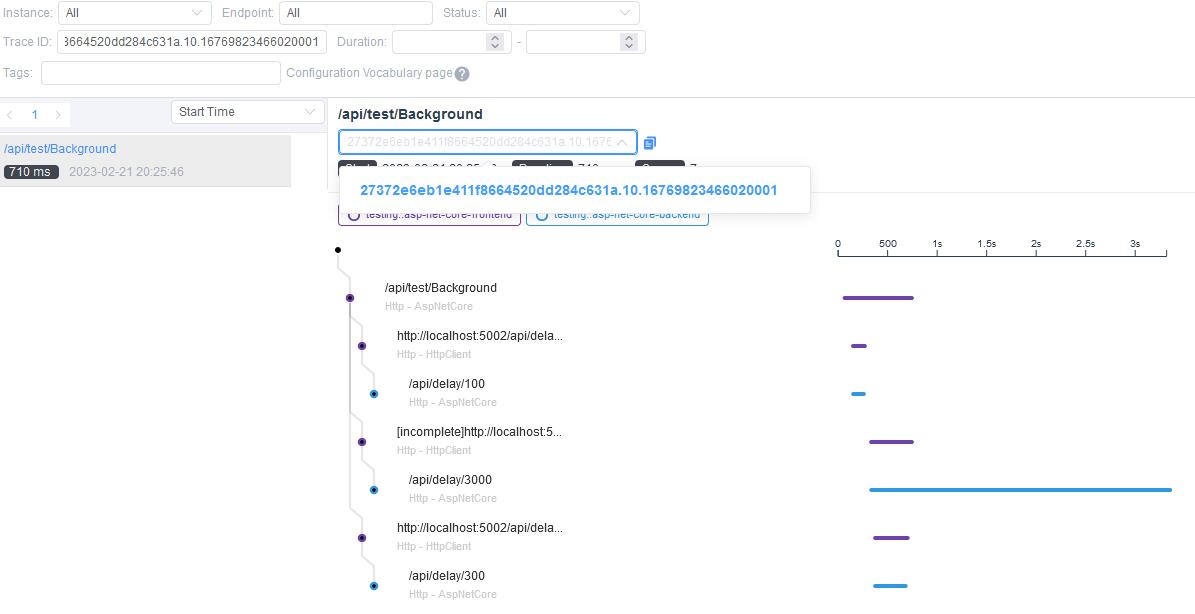 Instance: All Endpoint: All Status: All
Trace ID: 3664520dd284c631a.10.16769823466020001 Duration: -
Tags: Configuration Vocabulary page ?
1 Start Time
/api/test/Background
27372e6eb1e411f8664520dd284c631a.10.1676
/api/test/Background
710 ms 2023-02-21 20:25:46
27372e6eb1e411f8664520dd284c631a.10.16769823466020001
testing::asp-net-core-frontend testing::asp-net-core-backend
0 500 1s 1.5s 2s 2.5s 3s
/api/test/Background
Http - AspNetCore
http://localhost:5002/api/dela...
Http - HttpClient
/api/delay/100
Http - AspNetCore
[incomplete]http://localhost:5...
Http - HttpClient
/api/delay/3000
Http - AspNetCore
http://localhost:5002/api/dela...
Http - HttpClient
/api/delay/300
Http - AspNetCore